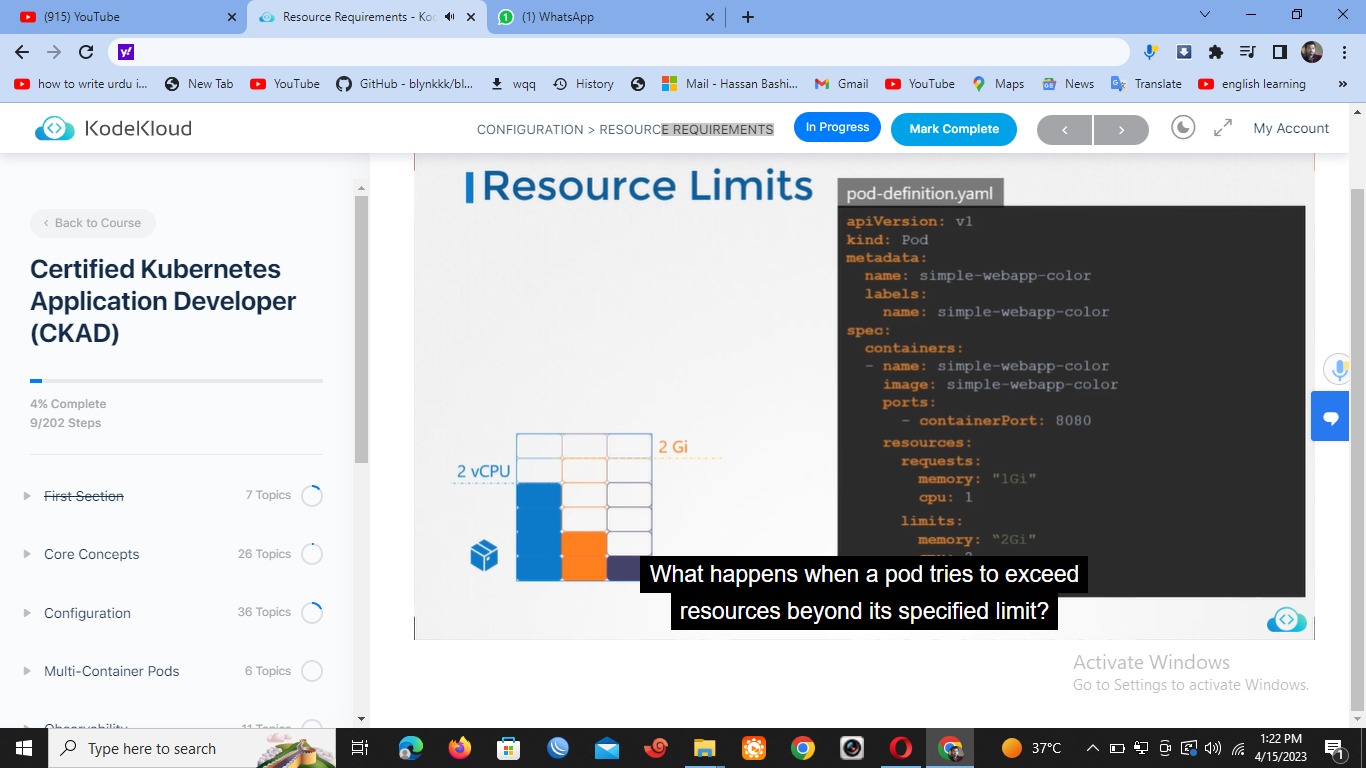 (915) YouTube
Resource Requirements - Ko
(1) WhatsApp
how to write urdu i...
New Tab
YouTube
GitHub - blynkkk/bl...
wqq
History
Mail - Hassan Bashi...
Gmail
YouTube
Maps
News
Translate
english learning
»
KodeKloud
CONFIGURATION > RESOURCE REQUIREMENTS
In Progress
Mark Complete
My Account
Back to Course
Certified Kubernetes
Application Developer
(CKAD)
4% Complete
9/202 Steps
First Section
7 Topics
Core Concepts
26 Topics
Configuration
36 Topics
Multi-Container Pods
6 Topics
Observability
11 Topics
Resource Limits
2 Gi
2 vCPU
pod-definition.yaml
apiVersion: v1
kind: Pod
metadata:
name: simple-webapp-color
labels:
name: simple-webapp-color
spec:
containers:
- name: simple-webapp-color
image: simple-webapp-color
ports:
- containerPort: 8080
resources:
requests:
memory: "1Gi"
cpu: 1
limits:
memory: "2Gi"
What happens when a pod tries to exceed
resources beyond its specified limit?
Activate Windows
Go to Settings to activate Windows.
Type here to search
37°C
1:22 PM
4/15/2023
1